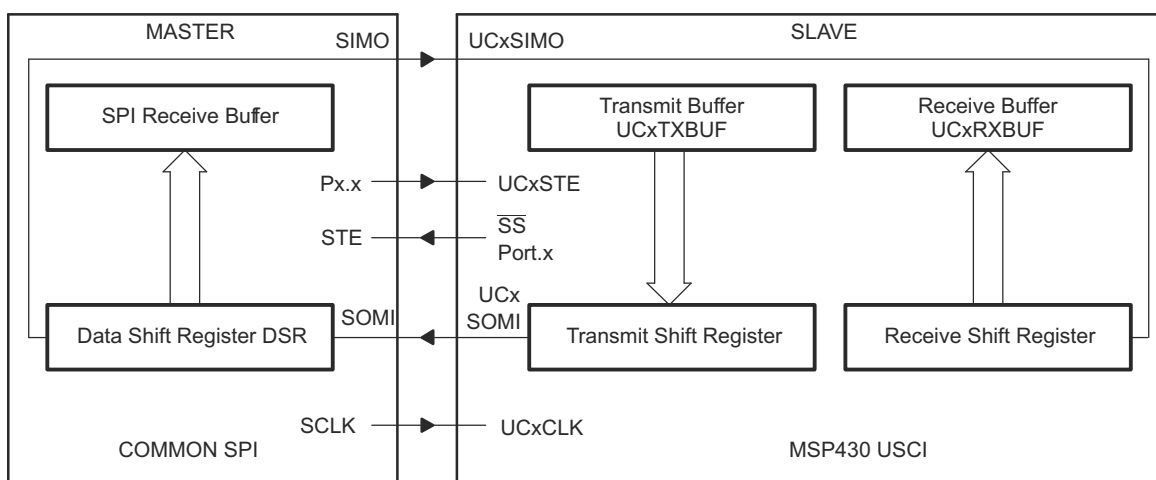 MASTER
SLAVE
SIMO
UCxSIMO
SPI Receive Buffer
Transmit Buffer
UCxTXBUF
Receive Buffer
UCxRXBUF
Px.x
UCxSTE
STE
SS
Port.x
UCx
SOMI
SOMI
Data Shift Register DSR
Transmit Shift Register
Receive Shift Register
SCLK
UCxCLK
COMMON SPI
MSP430 USCI